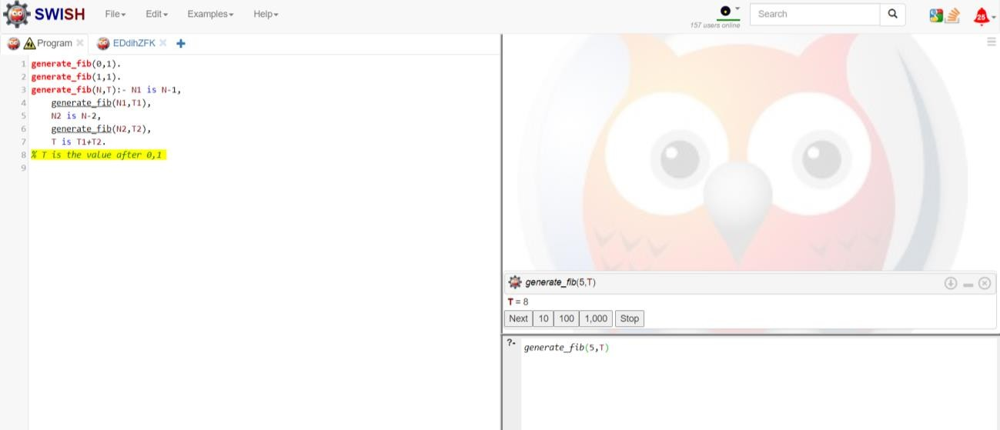 SWISH File Edit Examples Help 157 users online Search 25
Program EDdihZFK
1 generate_fib(0,1).
2 generate_fib(1,1).
3 generate_fib(N,T):- N1 is N-1,
4 generate_fib(N1,T1),
5 N2 is N-2,
6 generate_fib(N2,T2),
7 T is T1+T2.
8 % T is the value after 0,1
9
generate_fib(5,T)
T = 8
Next 10 100 1,000 Stop
?- generate_fib(5,T)